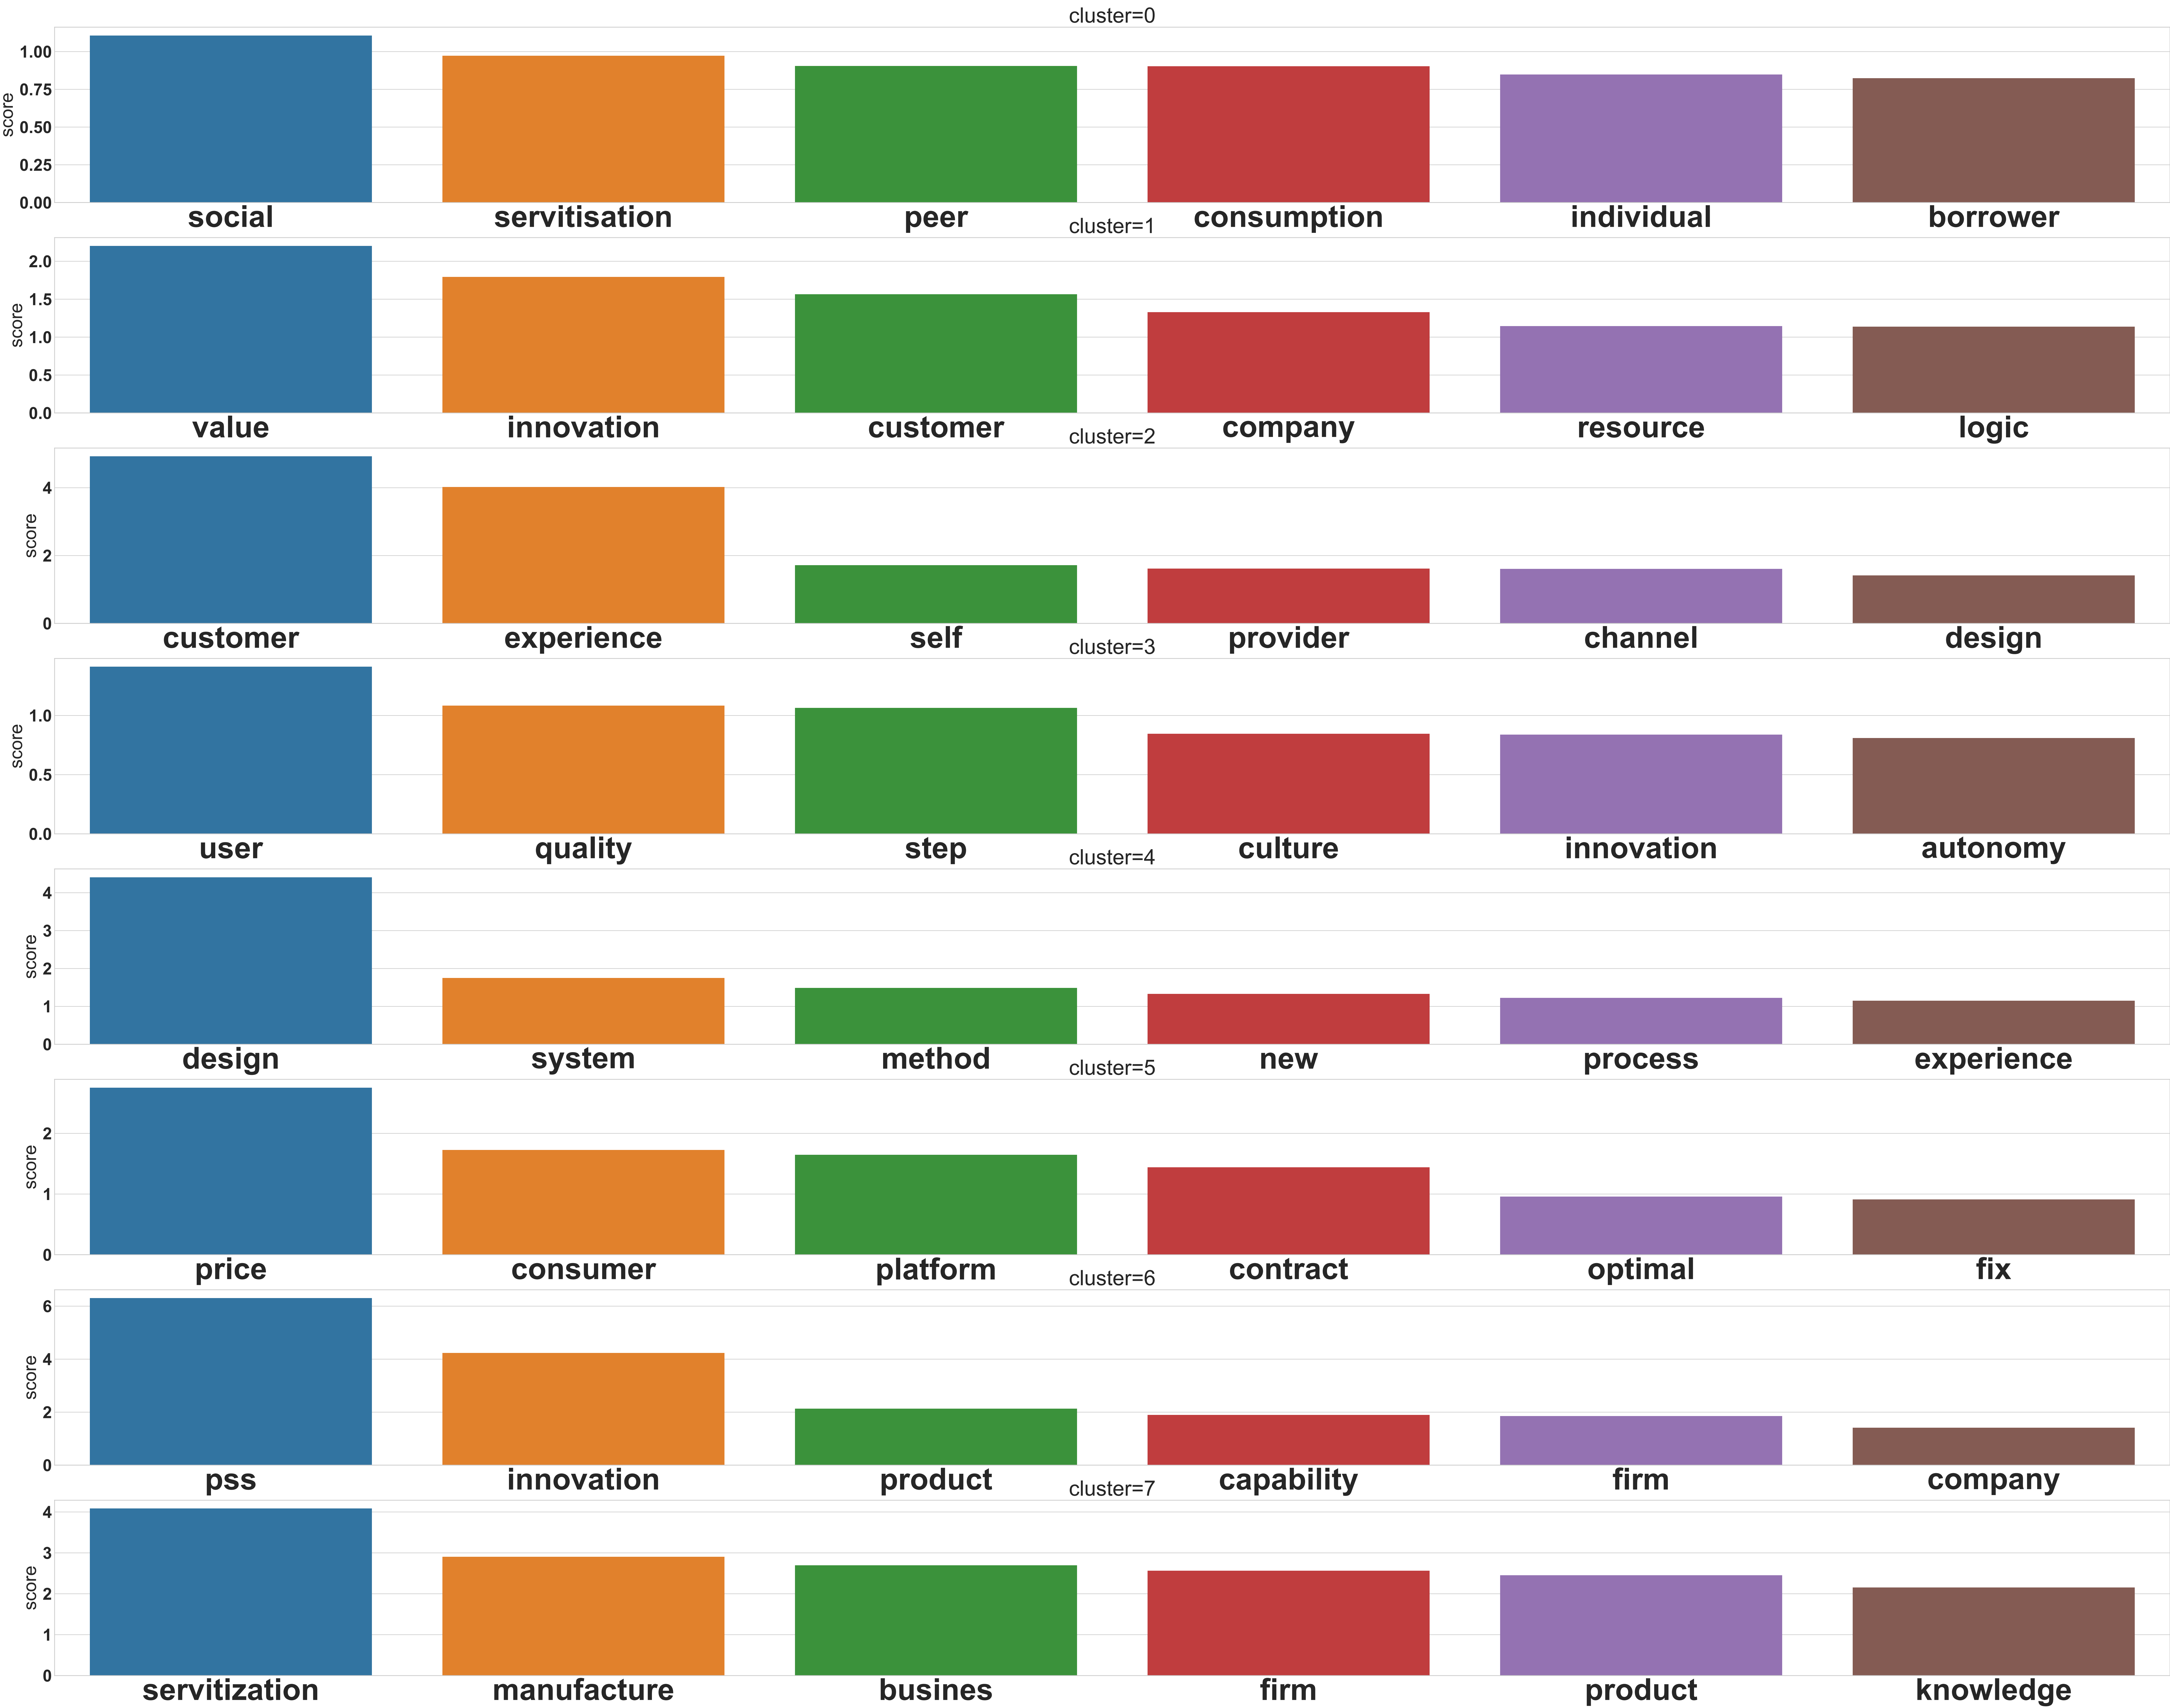 cluster=0
1.00
0.75
0.50
0.25
0.00
score
social servitisation peer consumption individual borrower
cluster=1
2.0
1.5
1.0
0.5
0.0
score
value innovation customer company resource logic
cluster=2
4
2
0
score
customer experience self provider channel design
cluster=3
1.0
0.5
0.0
score
user quality step culture innovation autonomy
cluster=4
4
3
2
1
0
score
design system method new process experience
cluster=5
2
1
0
score
price consumer platform contract optimal fix
cluster=6
6
4
2
0
score
pss innovation product capability firm company
cluster=7
4
3
2
1
0
score
servitization manufacture busines firm product knowledge